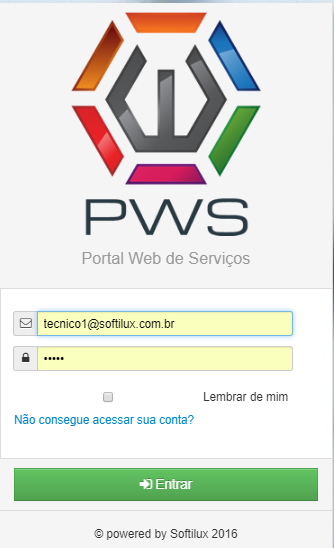 PWS
Portal Web de Serviços
tecnico1@softilux.com.br
•••••
Lembrar de mim
Não consegue acessar sua conta?
Entrar
© powered by Softilux 2016